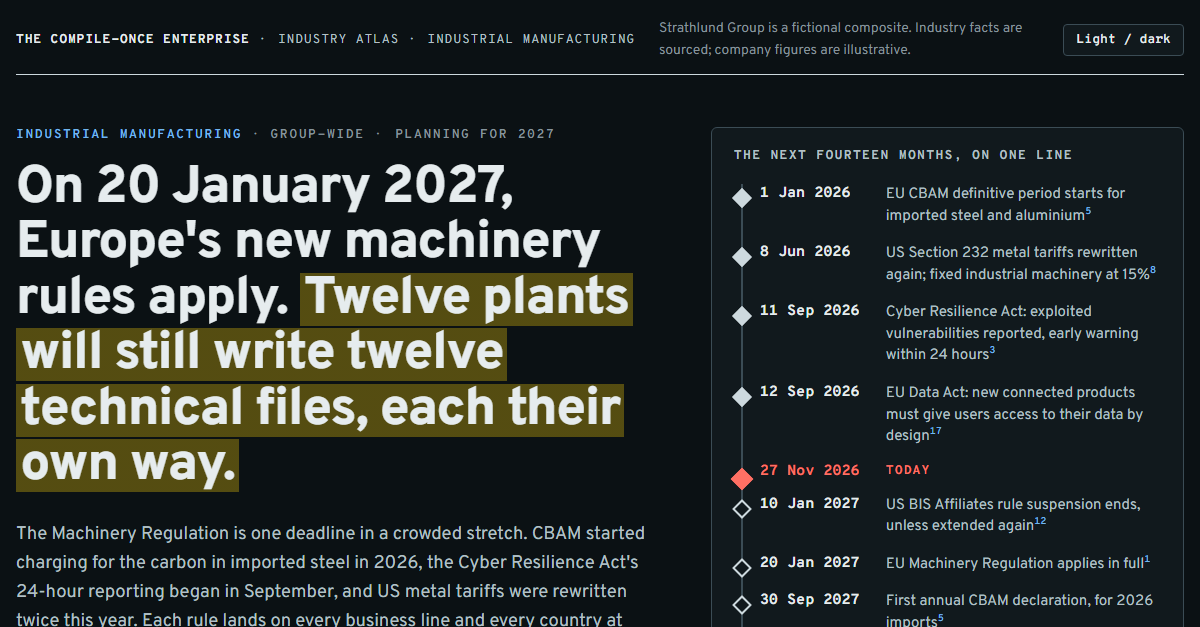 THE COMPILE-ONCE ENTERPRISE · INDUSTRY ATLAS · INDUSTRIAL MANUFACTURING
Strathlund Group is a fictional composite. Industry facts are
sourced; company figures are illustrative.
Light / dark
INDUSTRIAL MANUFACTURING · GROUP-WIDE · PLANNING FOR 2027
On 20 January 2027,
Europe's new machinery
rules apply. Twelve plants
will still write twelve
technical files, each their
own way.
The Machinery Regulation is one deadline in a crowded stretch. CBAM started
charging for the carbon in imported steel in 2026, the Cyber Resilience Act's
24-hour reporting began in September, and US metal tariffs were rewritten
twice this year. Each rule lands on every business line and every country at
THE NEXT FOURTEEN MONTHS, ON ONE LINE
1 Jan 2026
EU CBAM definitive period starts for
imported steel and aluminium5
8 Jun 2026
US Section 232 metal tariffs rewritten
again; fixed industrial machinery at 15%8
11 Sep 2026
Cyber Resilience Act: exploited
vulnerabilities reported, early warning
within 24 hours3
12 Sep 2026
EU Data Act: new connected products
must give users access to their data by
design17
27 Nov 2026
TODAY
10 Jan 2027
US BIS Affiliates rule suspension ends,
unless extended again12
20 Jan 2027
EU Machinery Regulation applies in full1
30 Sep 2027
First annual CBAM declaration, for 2026
imports5